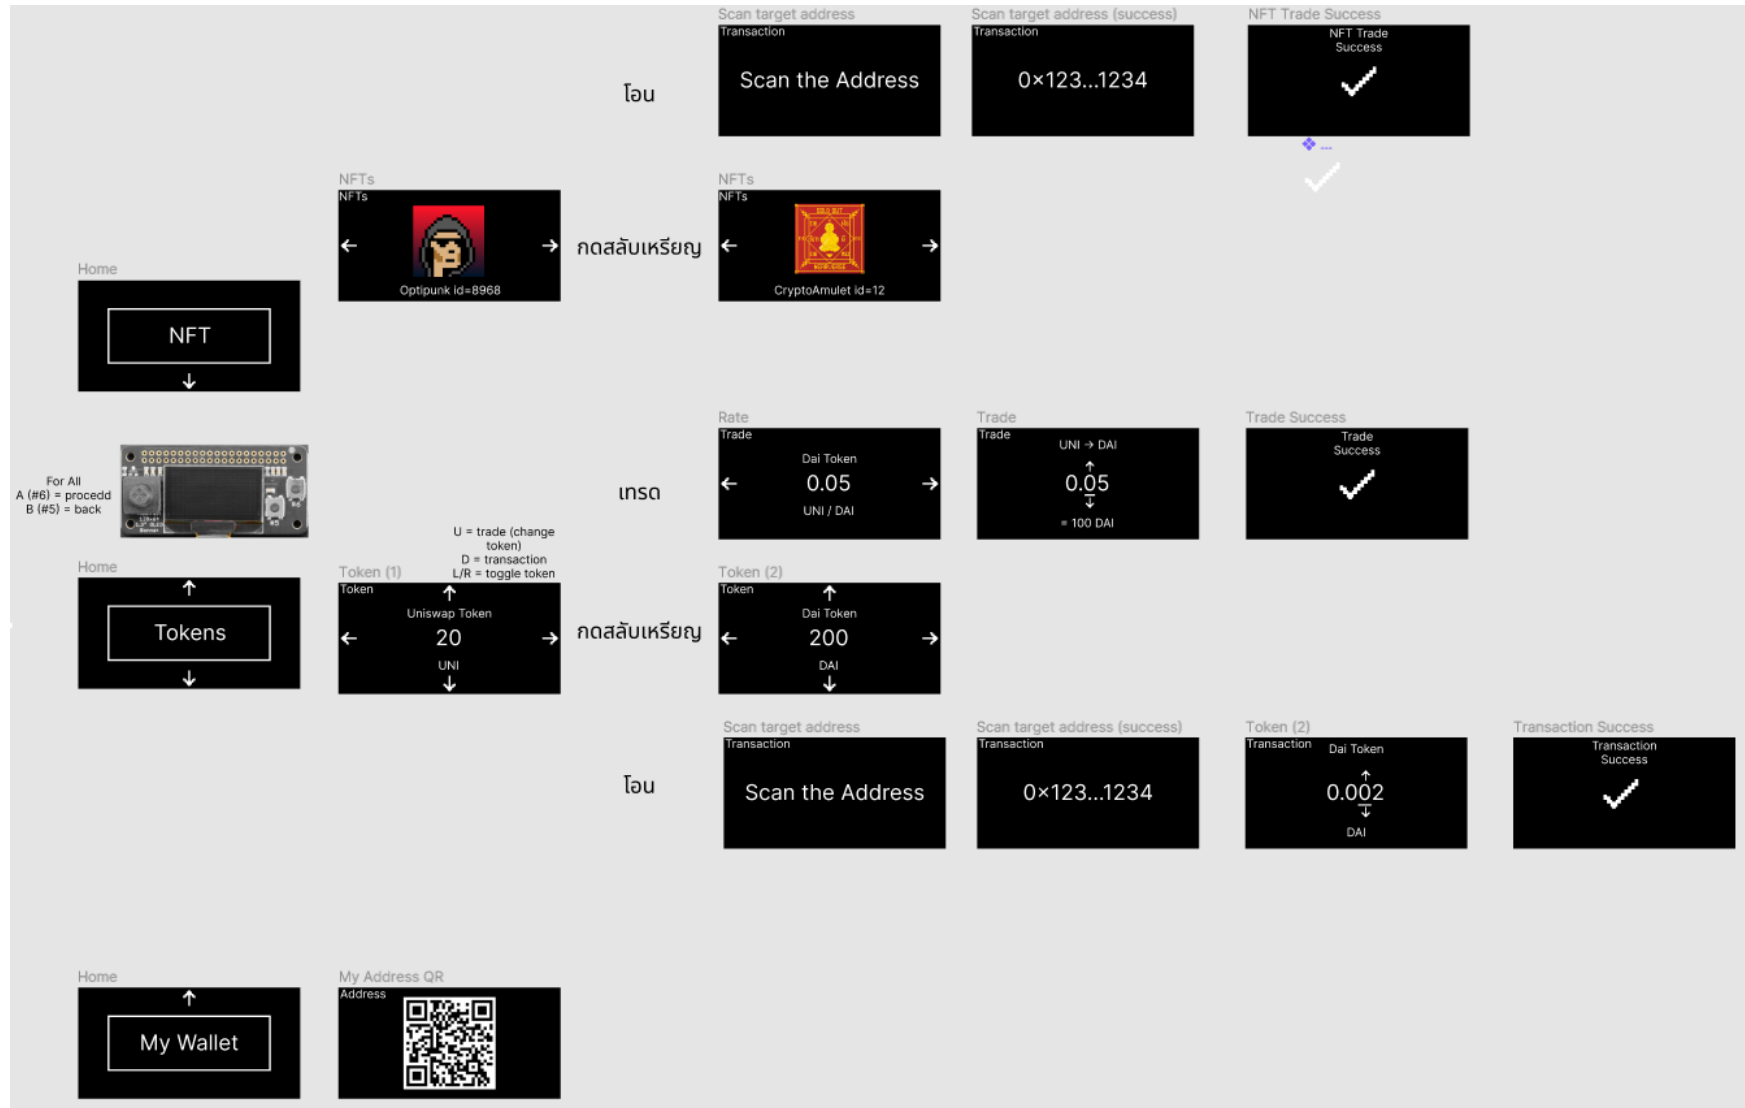 Scan target address
Transaction
Scan the Address
Scan target address (success)
Transaction
0×123...1234
NFT Trade Success
NFT Trade
Success
...
โอน
NFTs
NFTs
Optipunk id=8968
กดสลับเหรียญ
NFTs
NFTs
CryptoAmulet id=12
Home
NFT
For All
A (#6) = procedd
B (#5) = back
#5
#6
Rate
Trade
Dai Token
0.05
UNI / DAI
Trade
Trade
UNI → DAI
0.05
= 100 DAI
Trade Success
Trade
Success
เทรด
U = trade (change
token)
D = transaction
L/R = toggle token
Home
Tokens
Token (1)
Token
Uniswap Token
20
UNI
กดสลับเหรียญ
Token (2)
Token
Dai Token
200
DAI
Scan target address
Transaction
Scan the Address
Scan target address (success)
Transaction
0×123...1234
Token (2)
Transaction
Dai Token
0.002
DAI
Transaction Success
Transaction
Success
โอน
Home
My Wallet
My Address QR
Address